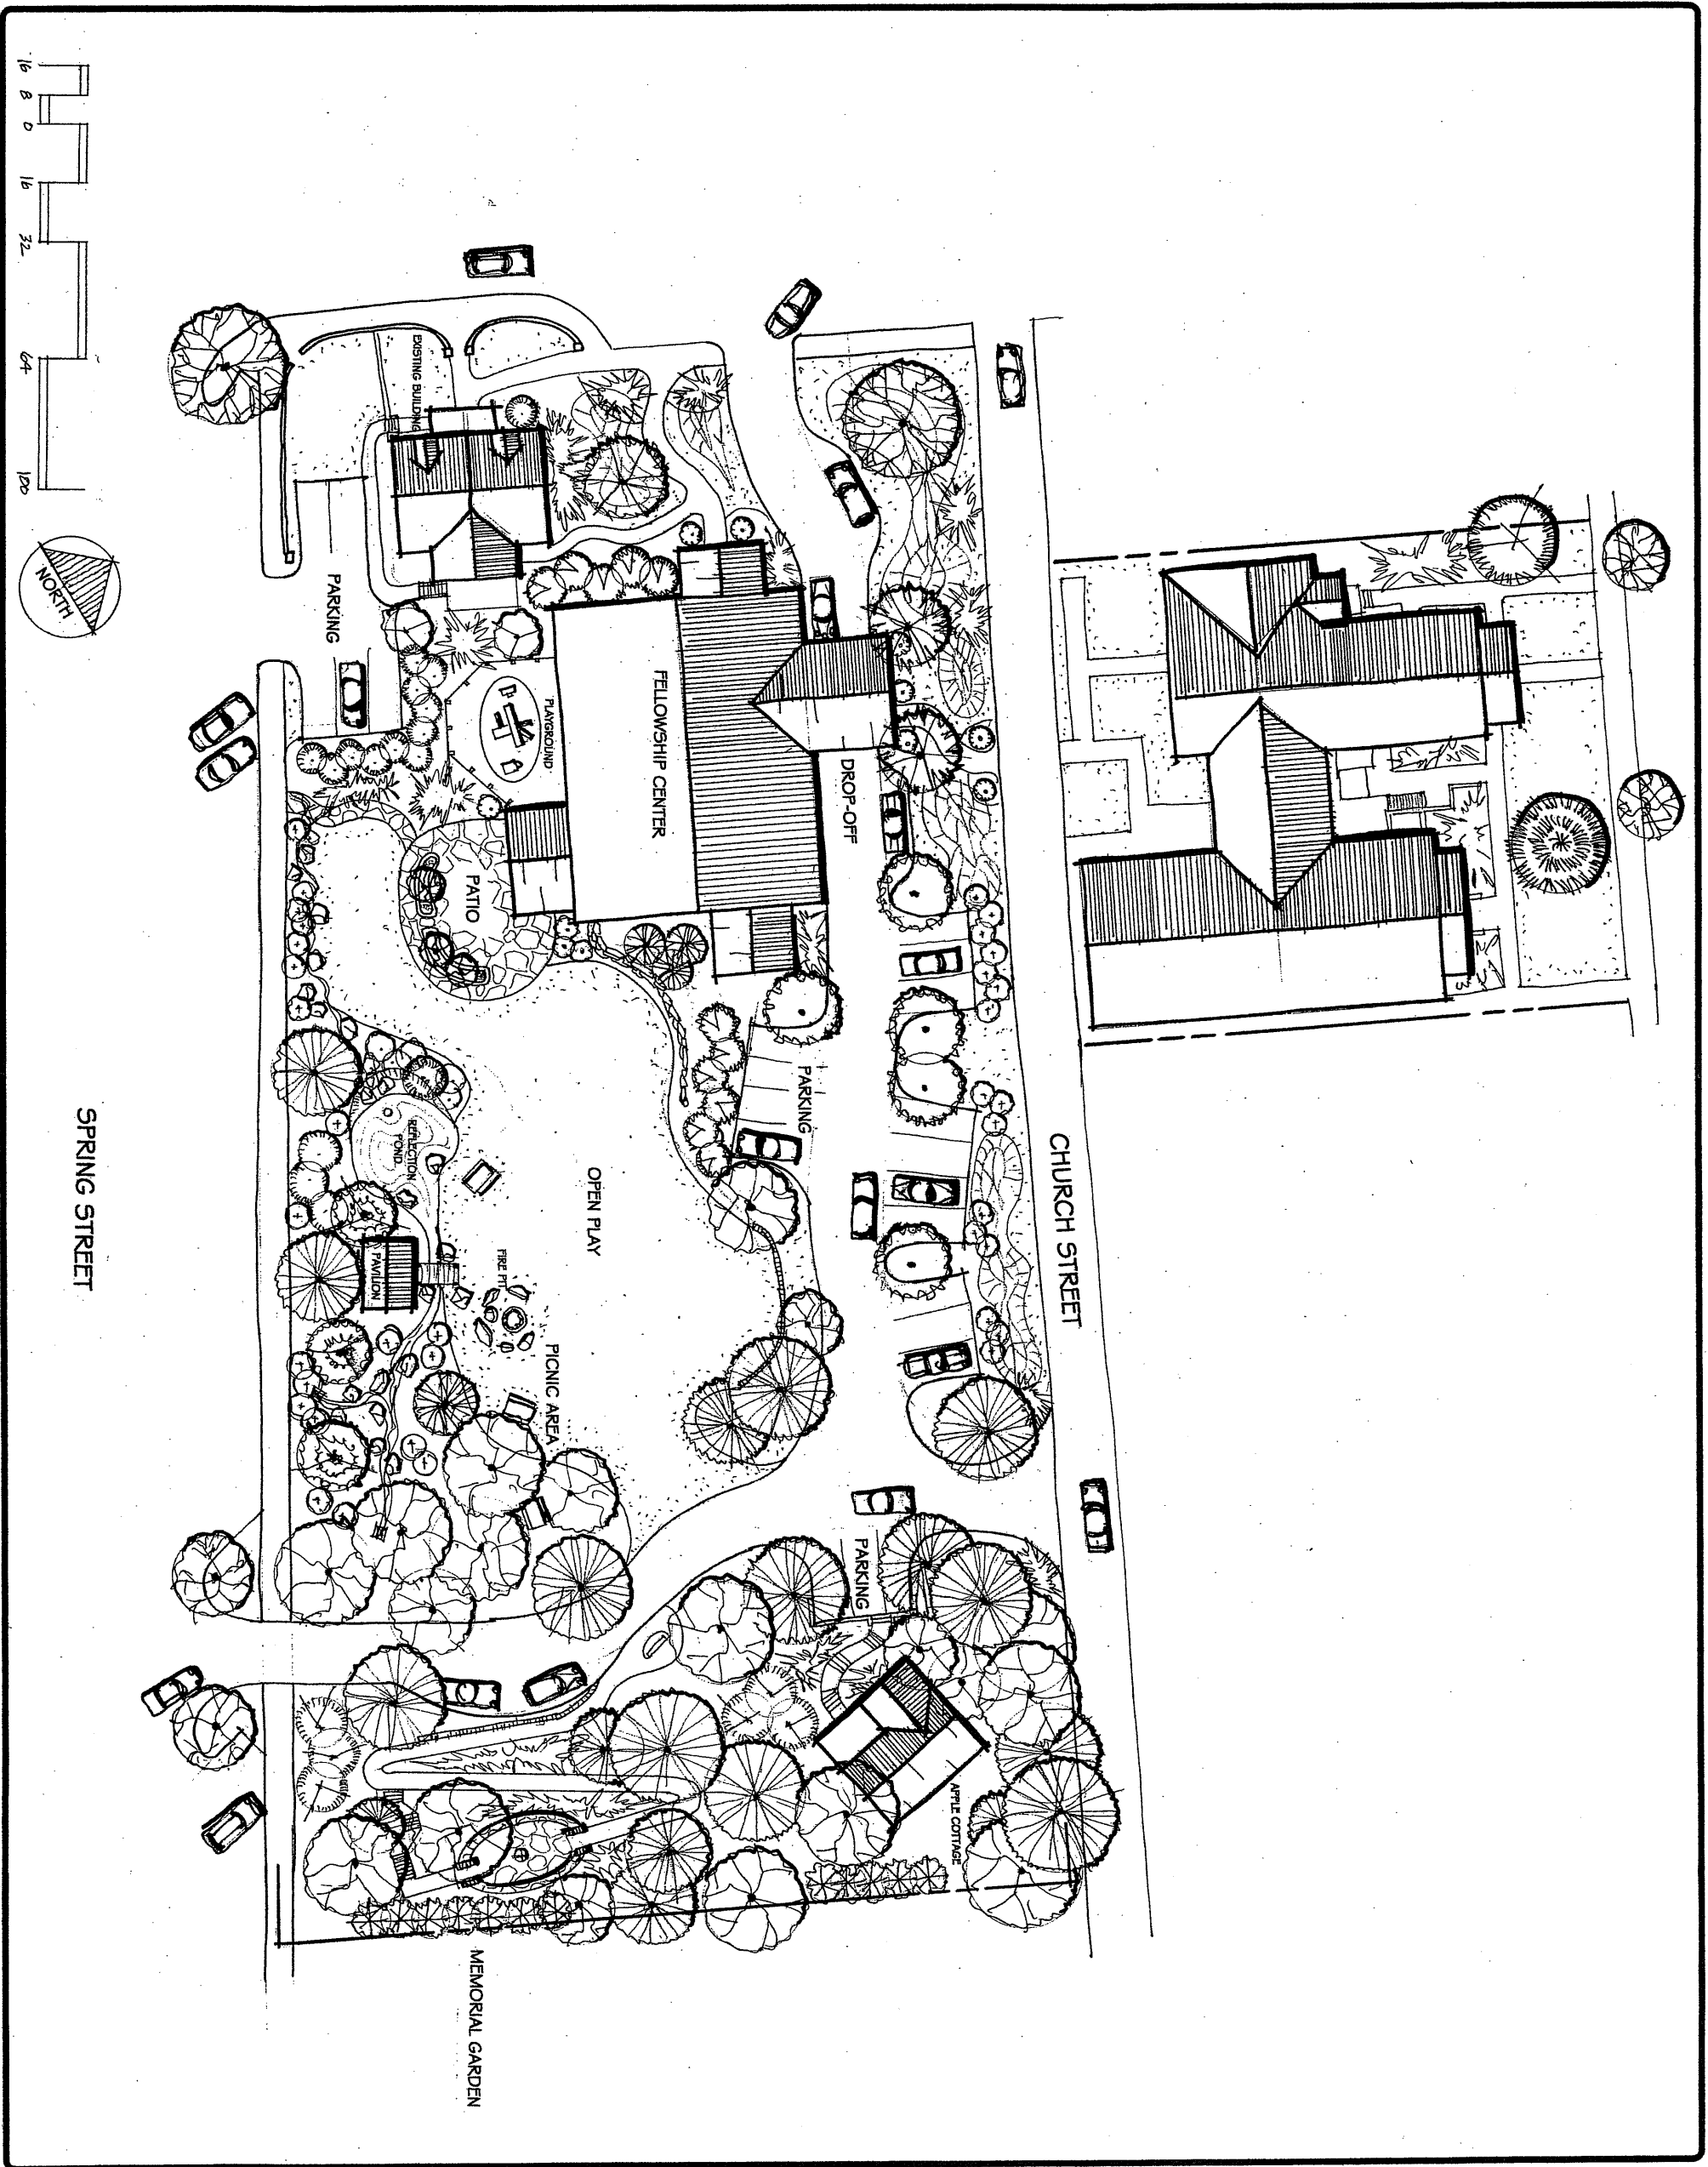 CHURCH STREET
DROP-OFF
PARKING
PARKING
FELLOWSHIP CENTER
OPEN PLAY
PLAYGROUND
PICNIC AREA
APPLE COTTAGE
FIRE PIT
PATIO
MEMORIAL GARDEN
EXISTING BUILDING
REFLECTION
POND
PAVILION
PARKING
SPRING STREET
NORTH
16 8 0 16 32 64 100